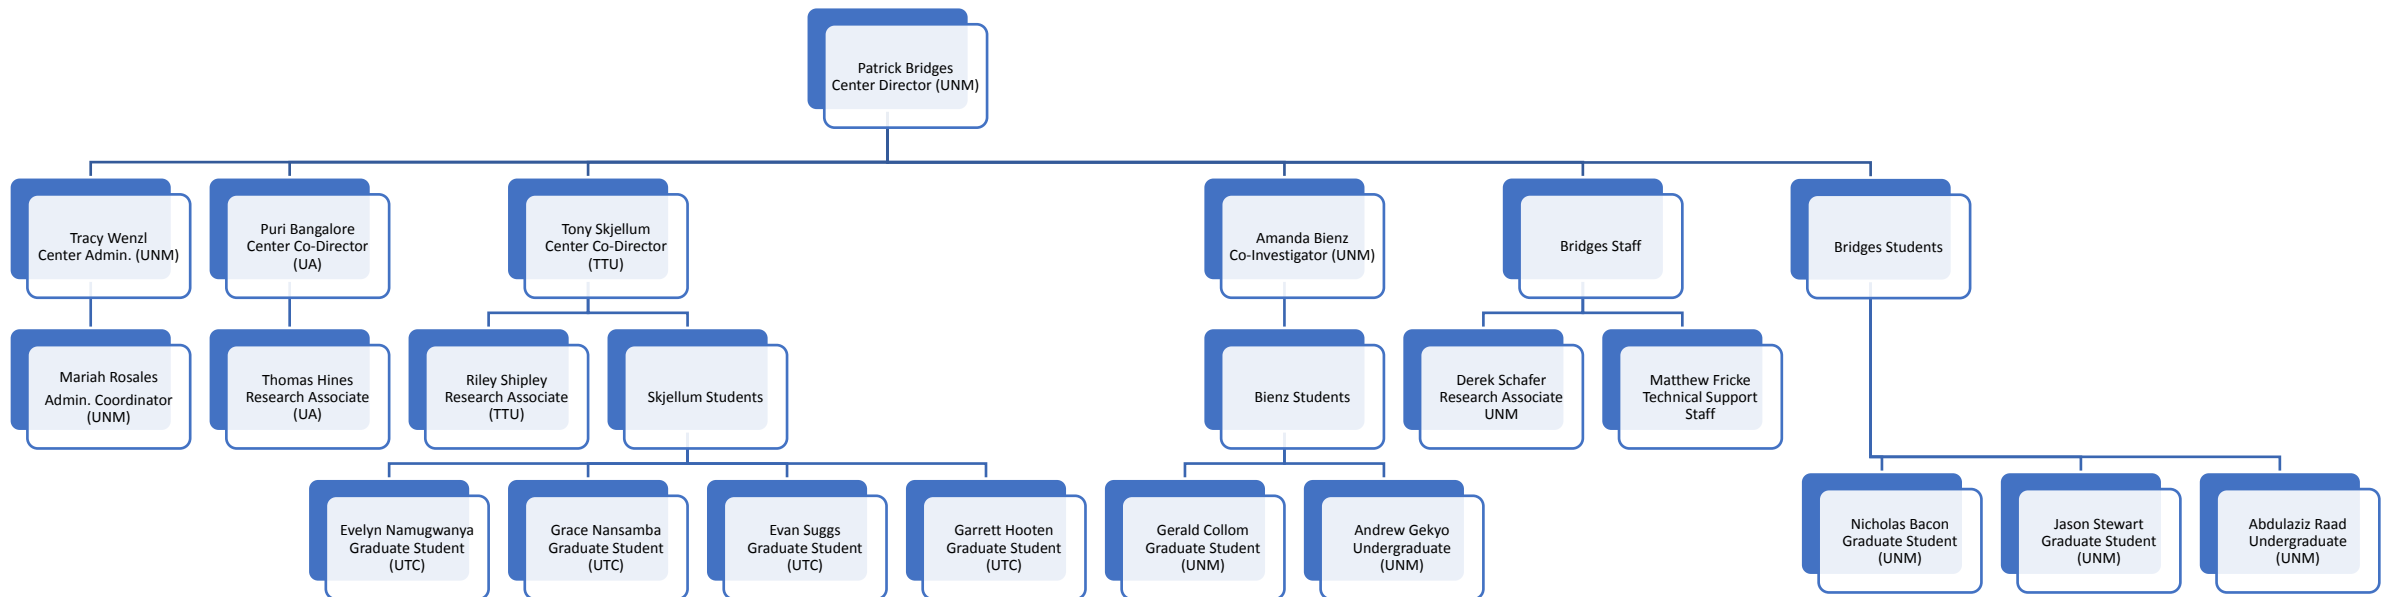 Patrick Bridges
Center Director (UNM)
Tracy Wenzl
Center Admin. (UNM)
Puri Bangalore
Center Co-Director
(UA)
Tony Skjellum
Center Co-Director
(TTU)
Amanda Bienz
Co-Investigator (UNM)
Bridges Staff
Bridges Students
Mariah Rosales
Admin. Coordinator
(UNM)
Thomas Hines
Research Associate
(UA)
Riley Shipley
Research Associate
(TTU)
Skjellum Students
Bienz Students
Derek Schafer
Research Associate
UNM
Matthew Fricke
Technical Support
Staff
Evelyn Namugwanya
Graduate Student
(UTC)
Grace Nansamba
Graduate Student
(UTC)
Evan Suggs
Graduate Student
(UTC)
Garrett Hooten
Graduate Student
(UTC)
Gerald Collom
Graduate Student
(UNM)
Andrew Gekyo
Undergraduate
(UNM)
Nicholas Bacon
Graduate Student
(UNM)
Jason Stewart
Graduate Student
(UNM)
Abdulaziz Raad
Undergraduate
(UNM)